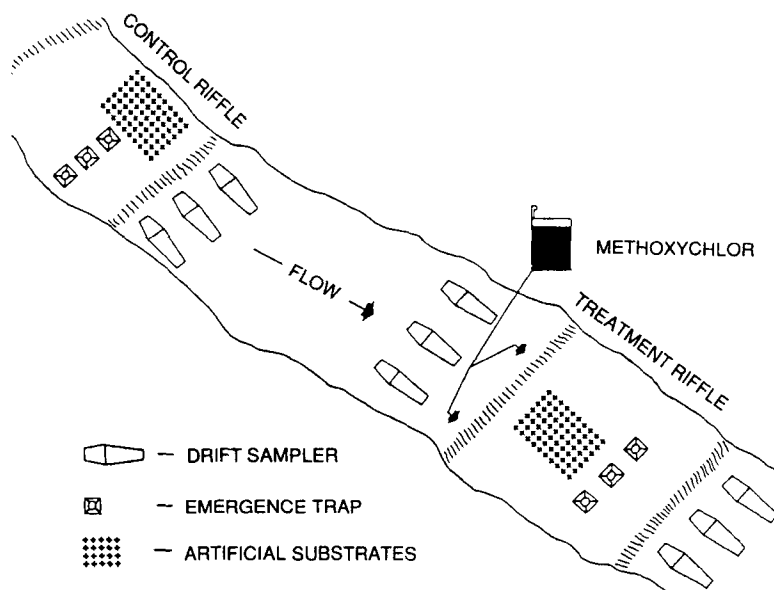 CONTROL RIFFLE
FLOW
METHOXYCHLOR
TREATMENT RIFFLE
– DRIFT SAMPLER
– EMERGENCE TRAP
– ARTIFICIAL SUBSTRATES